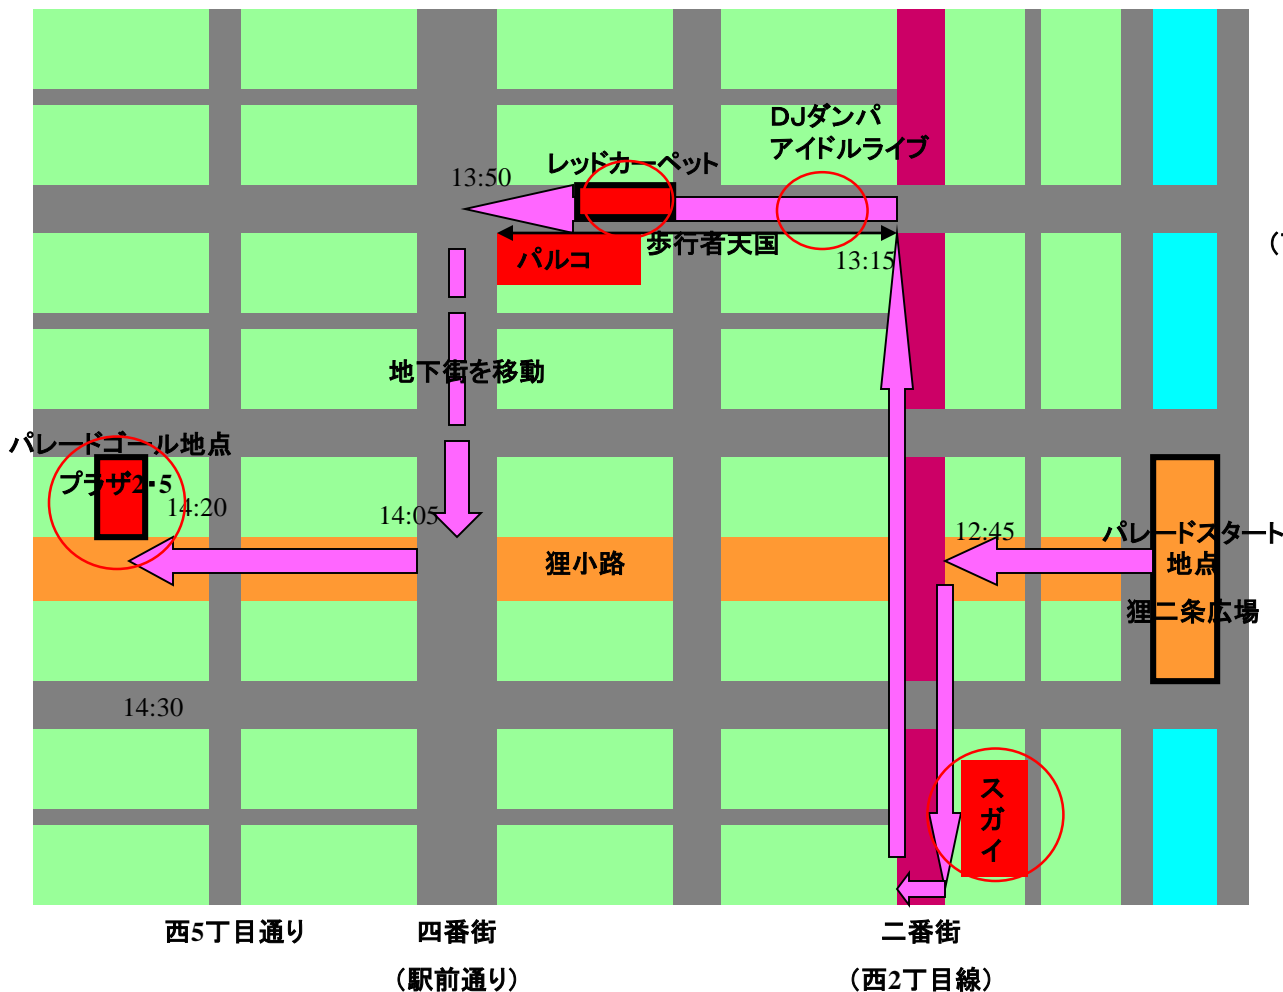 DJダンパ
アイドルライブ
レッドカーペット
13:50
歩行者天国
パルコ
13:15
地下街を移動
パレードゴール地点
プラザ2・5
14:20
14:05
12:45
パレードスタート
地点
狸小路
狸二条広場
14:30
スガイ
西5丁目通り
四番街
二番街
（駅前通り）
（西2丁目線）